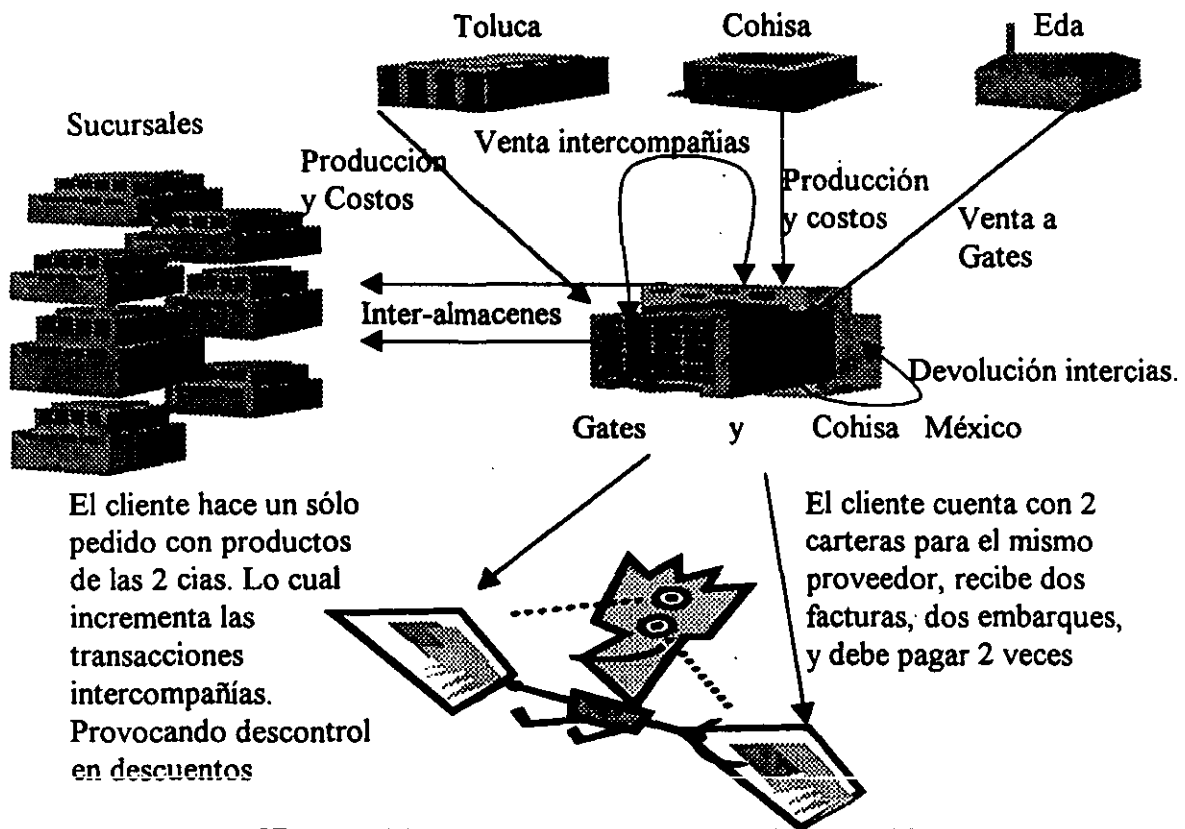 Toluca
Cohisa
Eda
Sucursales
Venta intercompañias
Producción
y Costos
Producción
y costos
Venta a
Gates
Inter-almacenes
Devolución intercias.
Gates y Cohisa México
El cliente hace un sólo
pedido con productos
de las 2 cias. Lo cual
incrementa las
transacciones
intercompañías.
Provocando descontrol
en descuentos
El cliente cuenta con 2
carteras para el mismo
proveedor, recibe dos
facturas, dos embarques,
y debe pagar 2 veces